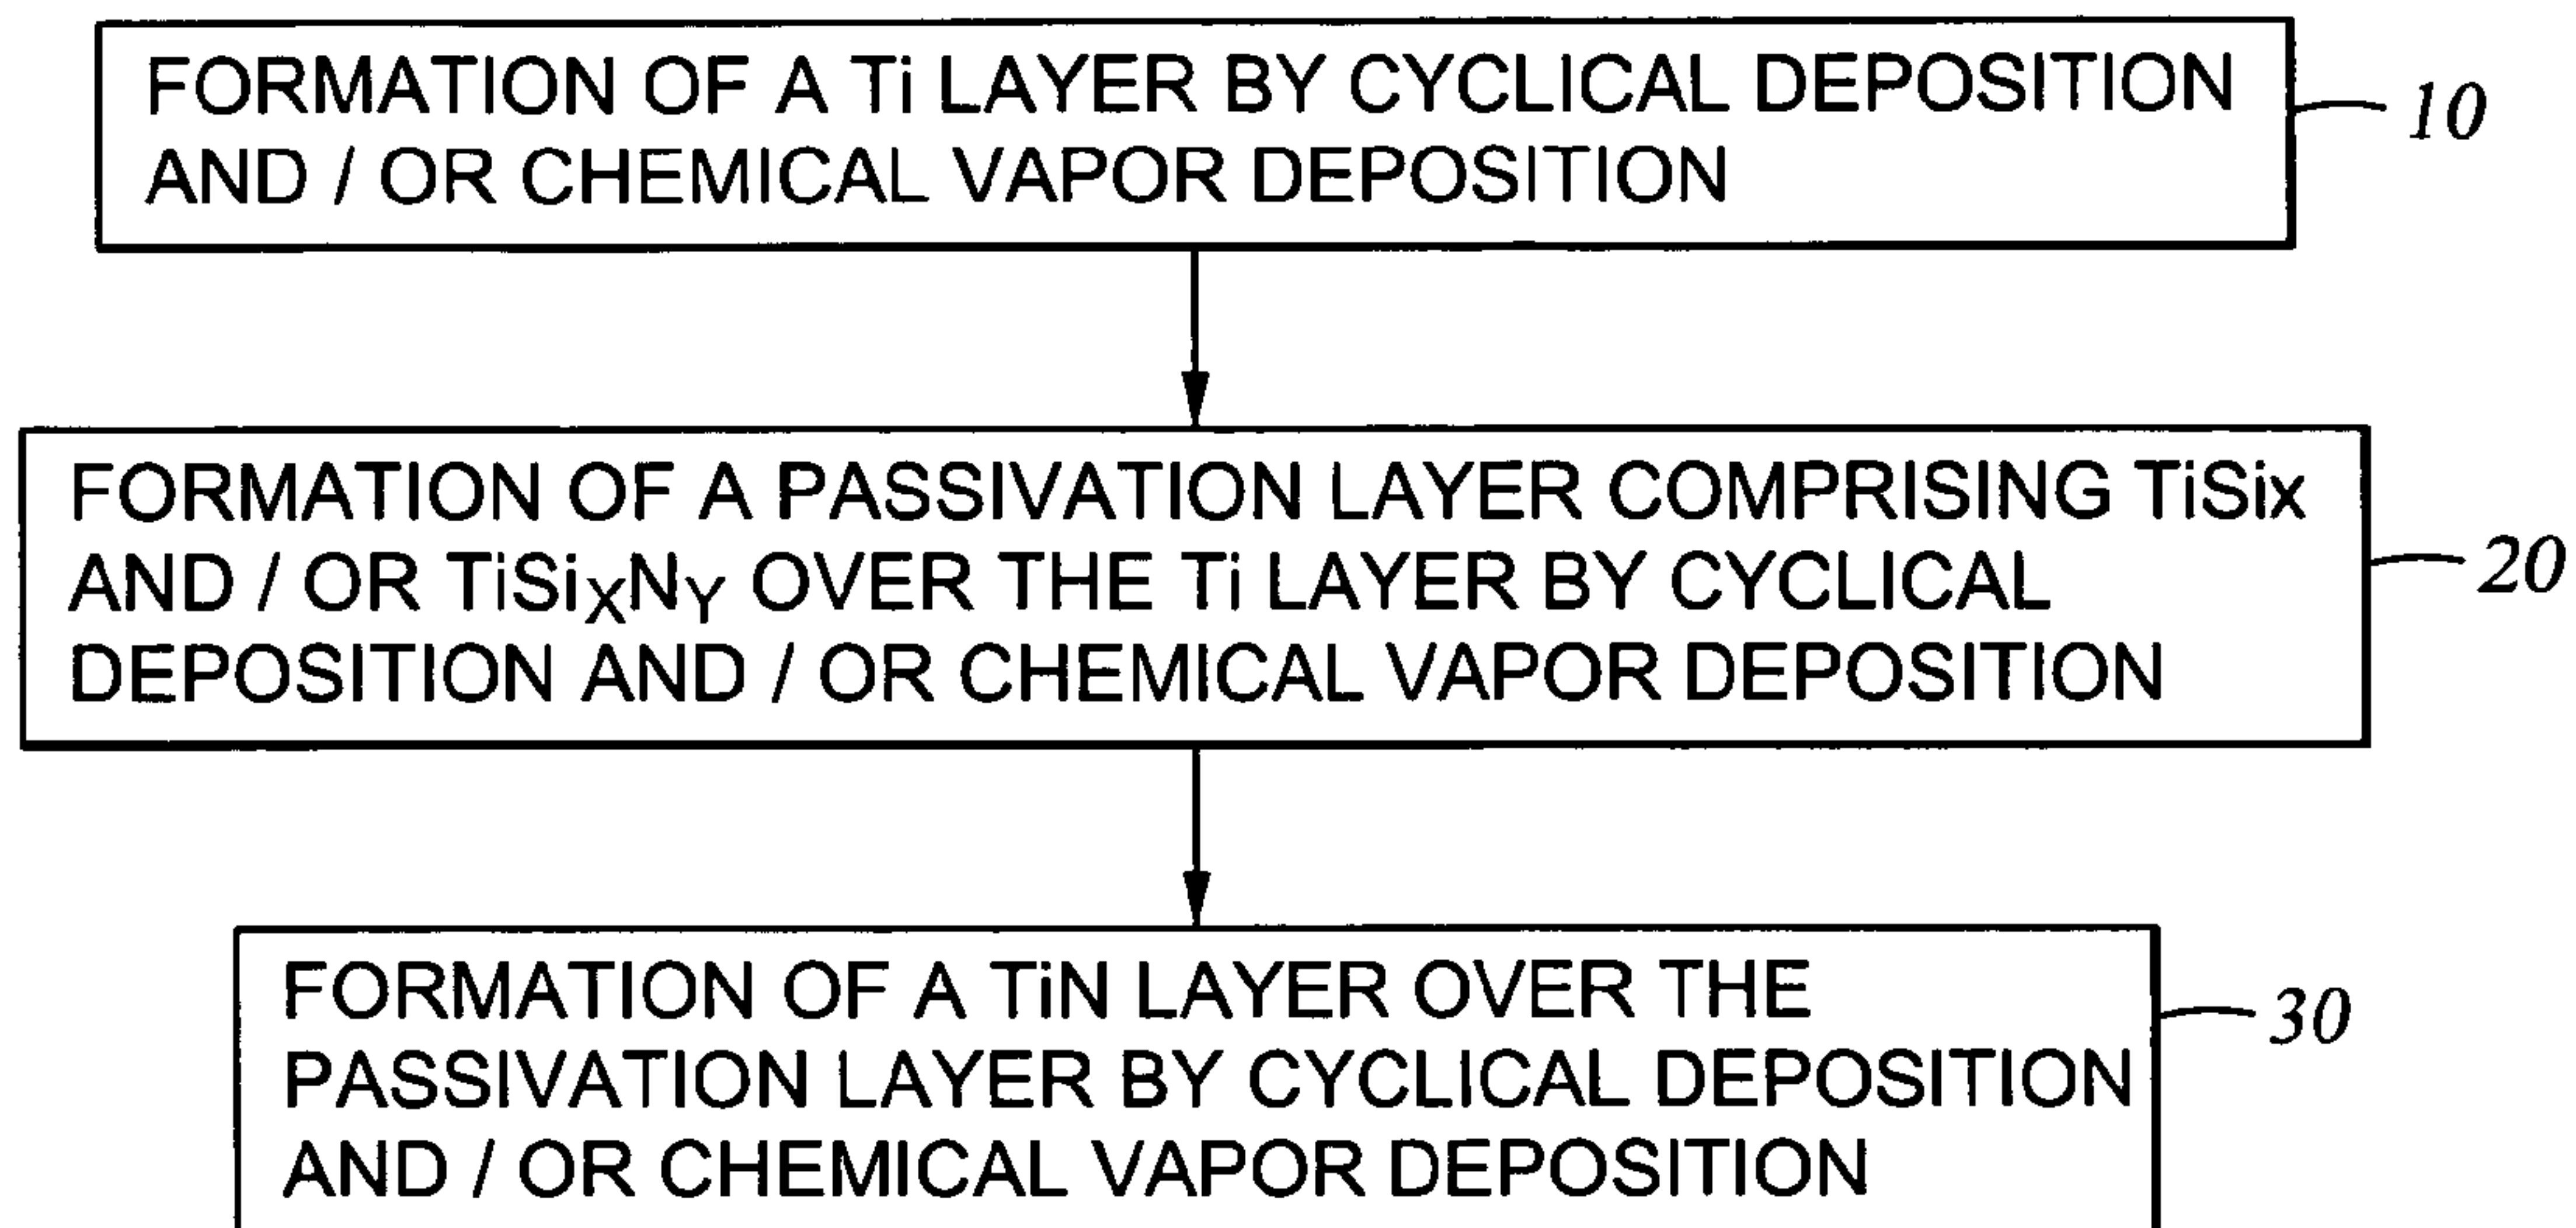 FORMATION OF A Ti LAYER BY CYCLICAL DEPOSITION
AND / OR CHEMICAL VAPOR DEPOSITION
10
FORMATION OF A PASSIVATION LAYER COMPRISING TiSix
AND / OR TiSiXNY OVER THE Ti LAYER BY CYCLICAL
DEPOSITION AND / OR CHEMICAL VAPOR DEPOSITION
20
FORMATION OF A TiN LAYER OVER THE
PASSIVATION LAYER BY CYCLICAL DEPOSITION
AND / OR CHEMICAL VAPOR DEPOSITION
30